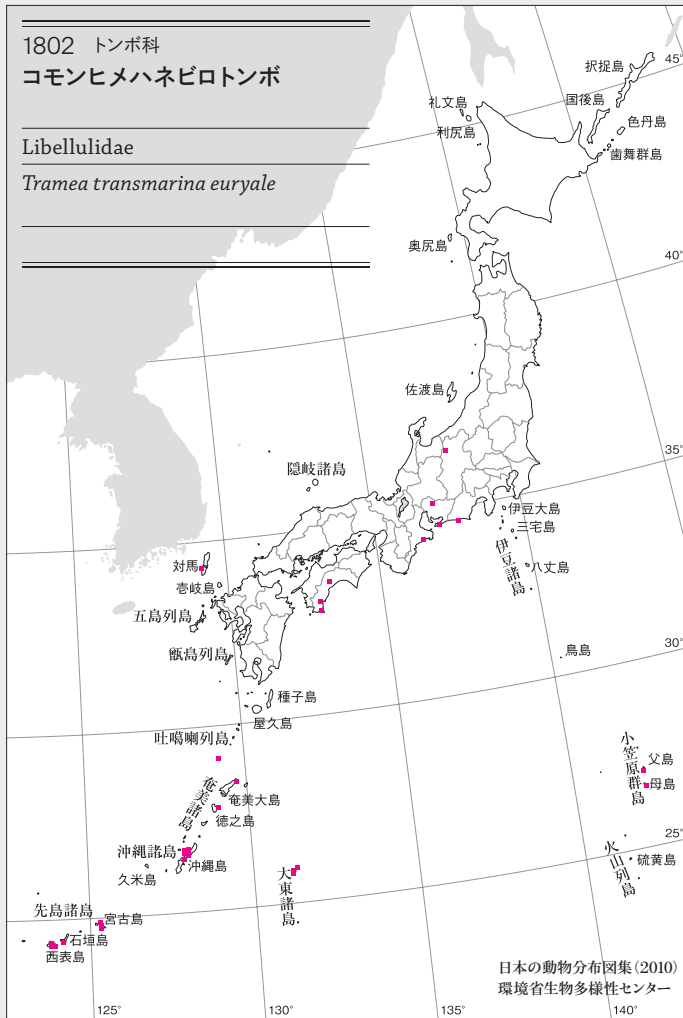 1802 トンボ科
コモンヒメハネビロトンボ
Libellulidae
Tramea transmarina euryale
択捉島
45°
礼文島
国後島
色丹島
利尻島
歯舞群島
奥尻島
40°
佐渡島
35°
隠岐諸島
伊豆大島
三宅島
伊豆諸島
八丈島
対馬
壱岐島
五島列島
甑島列島
鳥島
30°
種子島
屋久島
吐噶喇列島
小笠原群島
父島
母島
奄美諸島
奄美大島
徳之島
25°
沖縄諸島
沖縄島
久米島
大東諸島
火山列島
硫黄島
先島諸島
宮古島
石垣島
西表島
日本の動物分布図集(2010)
環境省生物多様性センター
125°
130°
135°
140°